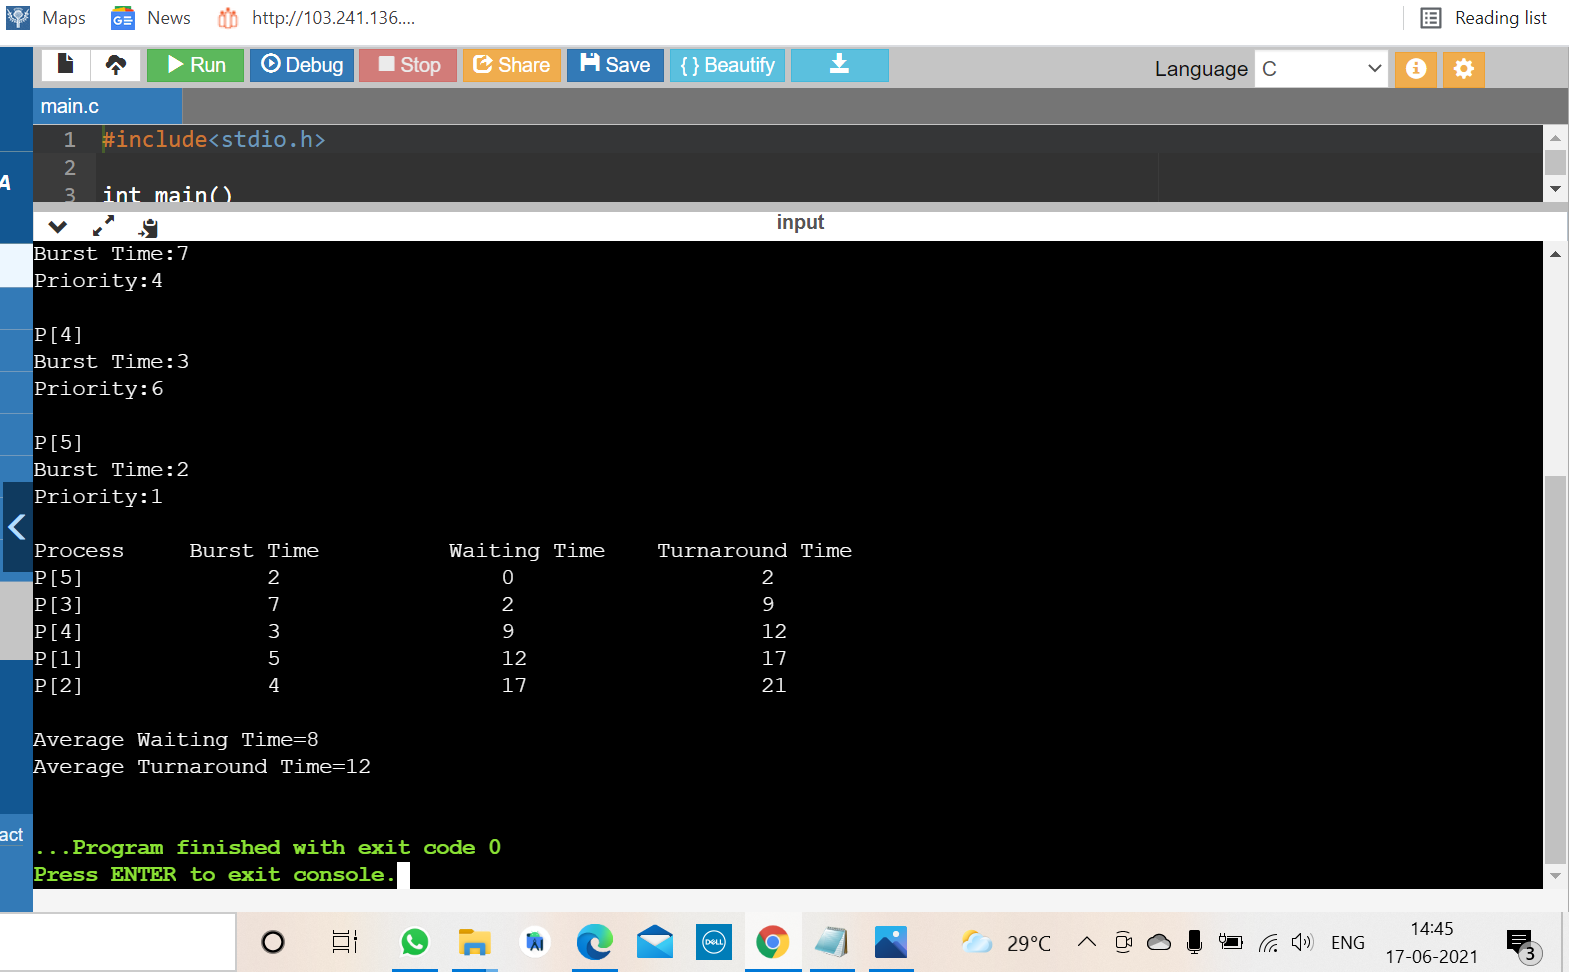 Maps News http://103.241.136....
Reading list
Run Debug Stop Share Save { } Beautify
Language C
main.c
1 #include<stdio.h>
2
3 int main()
A
input
Burst Time:7
Priority:4
P[4]
Burst Time:3
Priority:6
P[5]
Burst Time:2
Priority:1
Process Burst Time Waiting Time Turnaround Time
P[5] 2 0 2
P[3] 7 2 9
P[4] 3 9 12
P[1] 5 12 17
P[2] 4 17 21
Average Waiting Time=8
Average Turnaround Time=12
act
...Program finished with exit code 0
Press ENTER to exit console.
DELL
29°C
ENG
14:45
17-06-2021
3